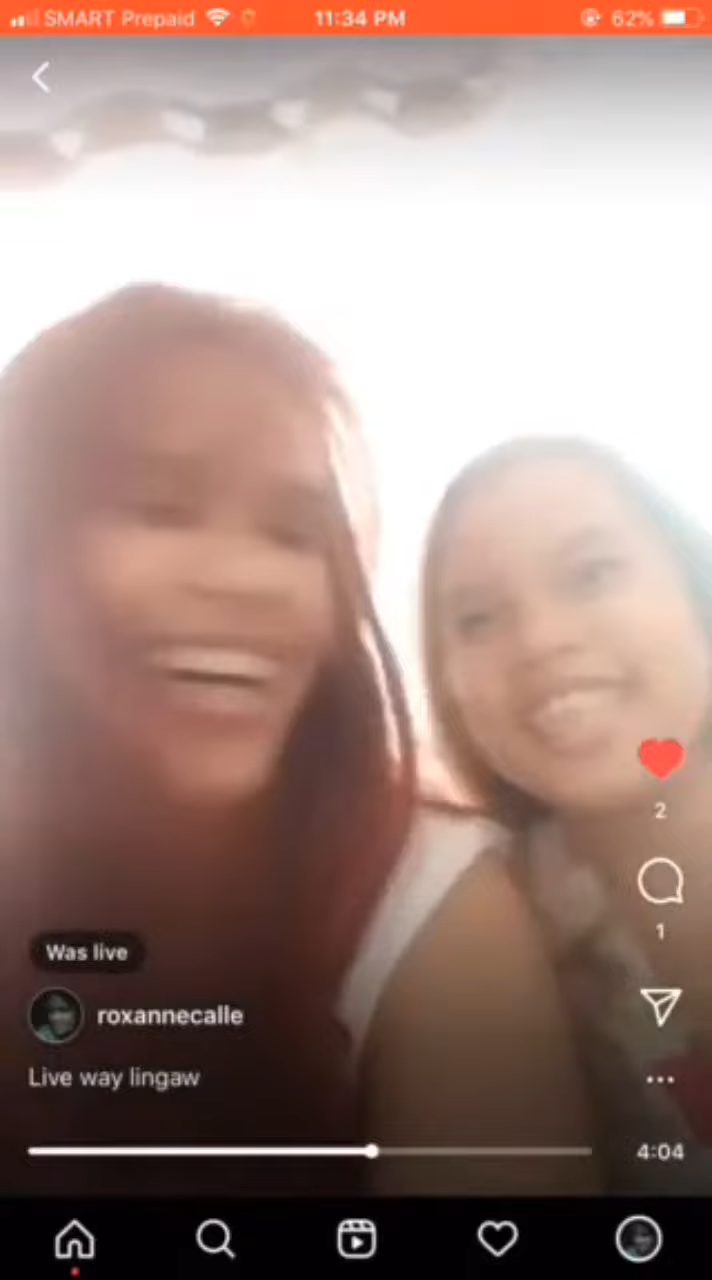 SMART Prepaid 11:34 PM 62%
2
1
Was live
roxannecalle
Live way lingaw
4:04